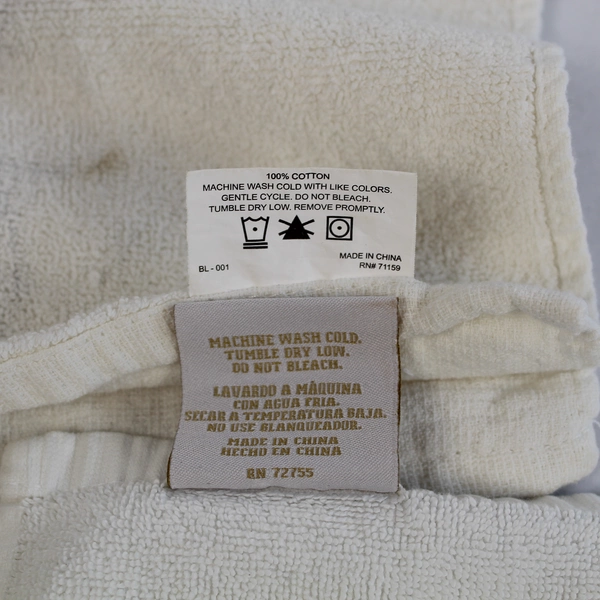 100% COTTON
MACHINE WASH COLD WITH LIKE COLORS.
GENTLE CYCLE. DO NOT BLEACH.
TUMBLE DRY LOW. REMOVE PROMPTLY.
BL - 001
MADE IN CHINA
RN# 71159
MACHINE WASH COLD.
TUMBLE DRY LOW.
DO NOT BLEACH.
LAVARDO A MÂQUINA
CON AGUA FRIA.
SECAR A TEMPERATURA BAJA.
NO USE BLANQUEADOR.
MADE IN CHINA
HECHO EN CHINA
RN 72755